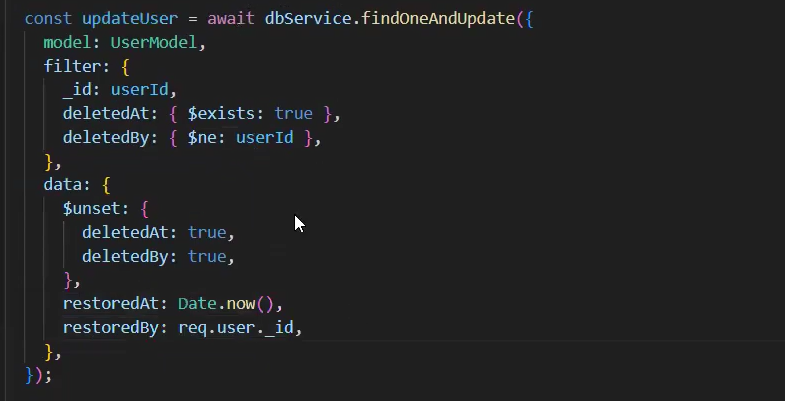 const updateUser = await dbService.findOneAndUpdate({
  model: UserModel,
  filter: {
    _id: userId,
    deletedAt: { $exists: true },
    deletedBy: { $ne: userId },
  },
  data: {
    $unset: {
      deletedAt: true,
      deletedBy: true,
    },
    restoredAt: Date.now(),
    restoredBy: req.user._id,
  },
});